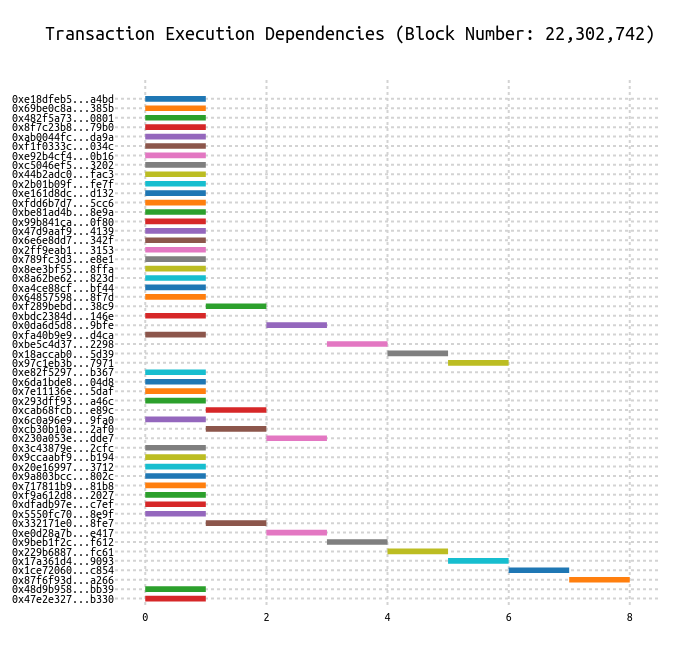 Transaction Execution Dependencies (Block Number: 22,302,742)
0xe18dfeb5...a4bd
0x69be0c8a...385b
0x482f5a73...0801
0x8f7c23b8...79b0
0xab0044fc...da9a
0xf1f0333c...034c
0xe92b4cf4...0b16
0xc5046ef5...3202
0x44b2adc0...fac3
0x2b01b09f...fe7f
0xe161d8dc...d132
0xfdd6b7d7...5cc6
0xbe81ad4b...8e9a
0x99b841ca...0f80
0x47d9aaf9...4139
0x6e6e8dd7...342f
0x2ff9eab1...3153
0x789fc3d3...e8e1
0x8ee3bf55...8ffa
0x8a62be62...823d
0xa4ce88cf...bf44
0x64857598...8f7d
0xf289bebd...38c9
0xbdc2384d...146e
0x0da6d5d8...9bfe
0xfa40b9e9...d4ca
0xbe5c4d37...2298
0x18accab0...5d39
0x97c1eb3b...7971
0xe82f5297...b367
0x6da1bde8...04d8
0x7e11136e...5daf
0x293dff93...a46c
0xcab68fcb...e89c
0x6c0a96e9...9fa0
0xcb30b10a...2af0
0x230a053e...dde7
0x3c43879e...2cfc
0x9ccaabf9...b194
0x20e16997...3712
0x9a803bcc...802c
0x717811b9...81b8
0xf9a612d8...2027
0xdfadb97e...c7ef
0x5550fc70...8e9f
0x332171e0...8fe7
0xe0d28a7b...e417
0x9beb1f2c...f612
0x229b6887...fc61
0x17a361d4...9093
0x1ce72060...c854
0x87f6f93d...a266
0x48d9b958...bb39
0x47e2e327...b330
0 2 4 6 8